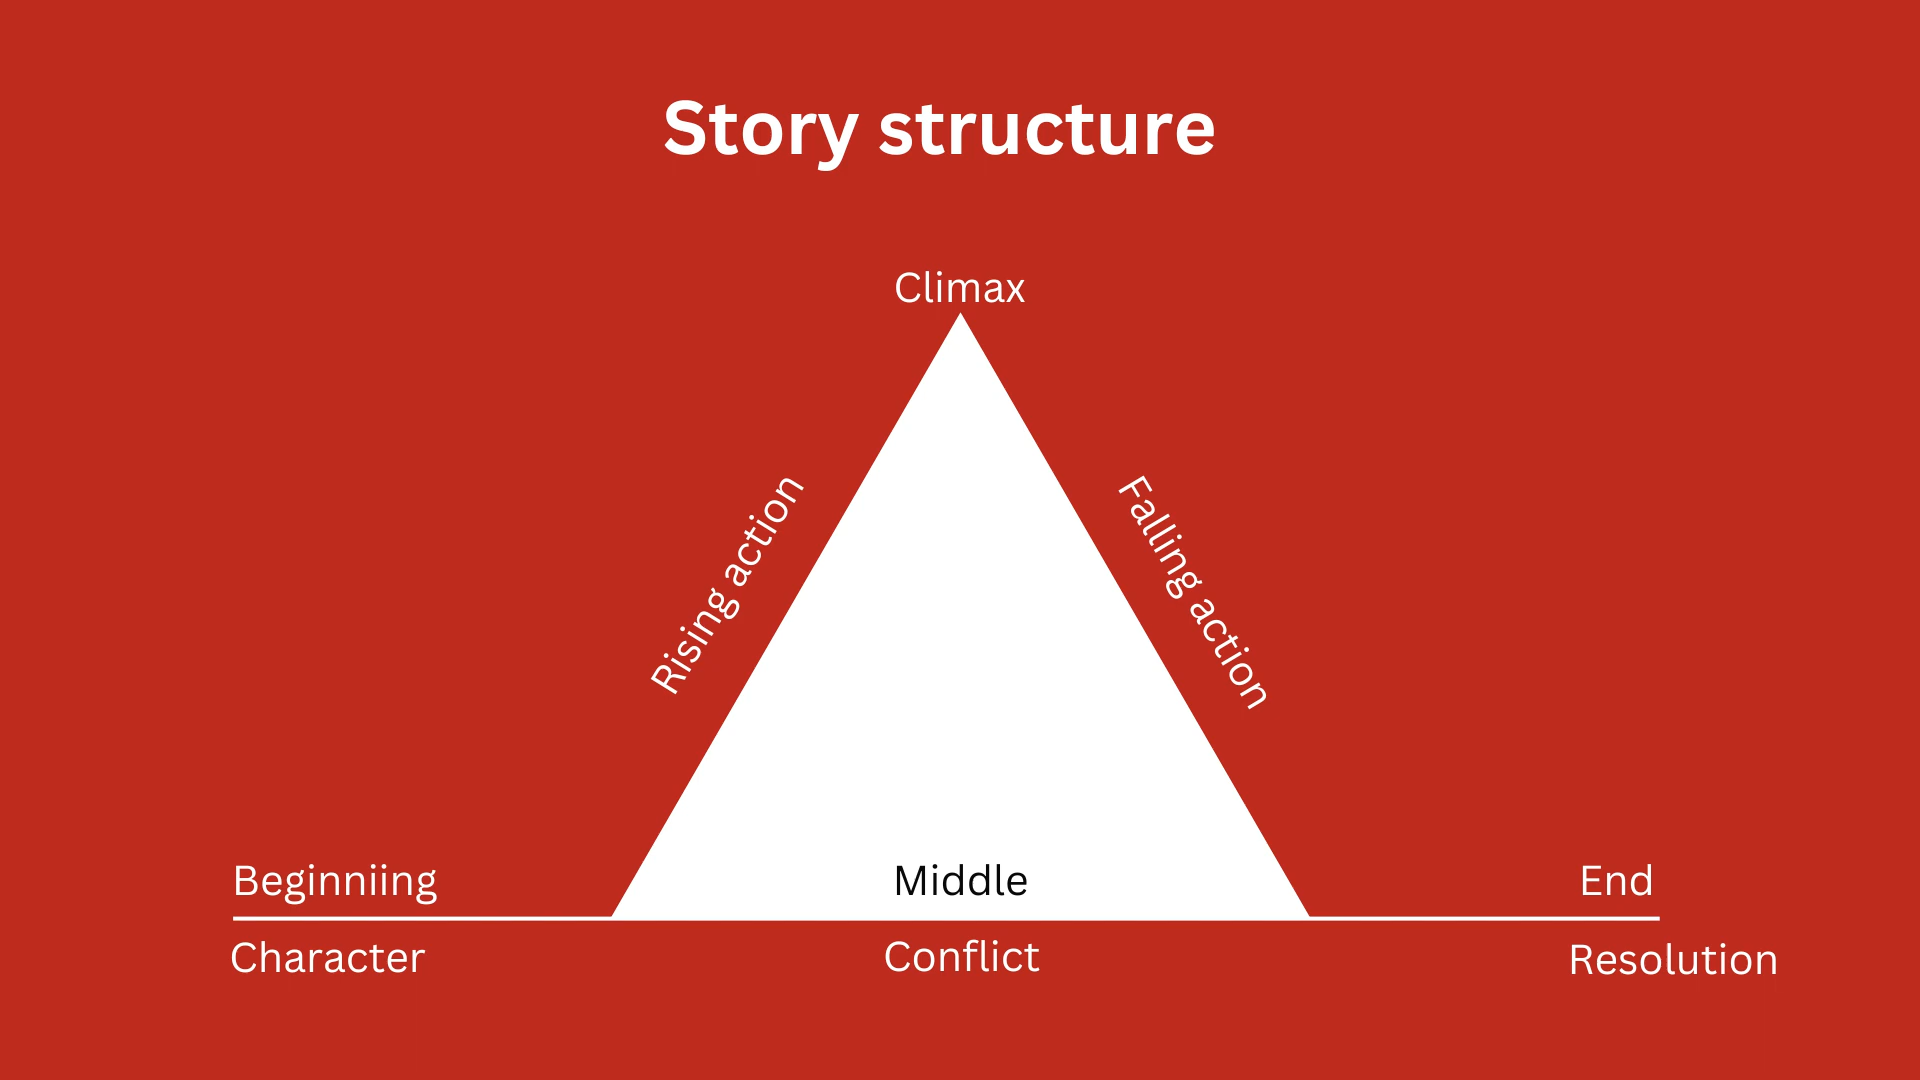 Story structure
Climax
Rising action
Falling action
Beginniing
Middle
End
Character
Conflict
Resolution